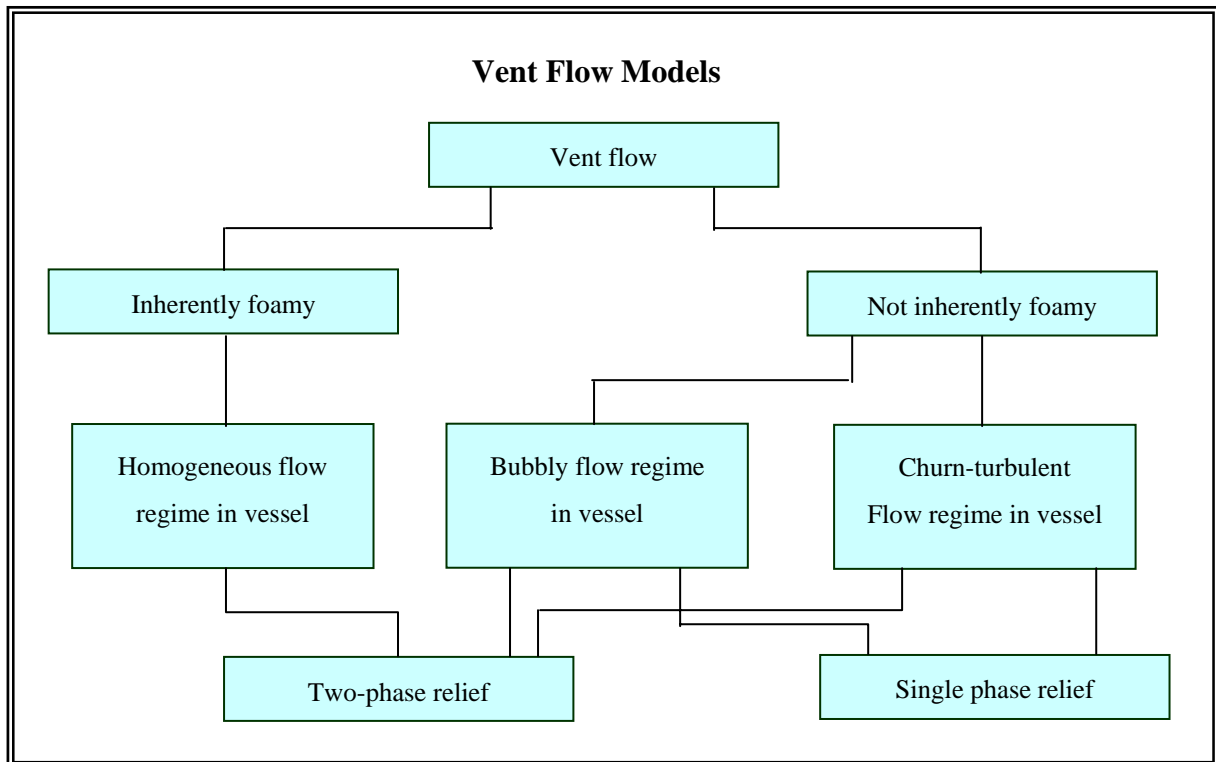 Vent Flow Models
Vent flow
Inherently foamy
Not inherently foamy
Homogeneous flow
regime in vessel
Bubbly flow regime
in vessel
Churn-turbulent
Flow regime in vessel
Two-phase relief
Single phase relief